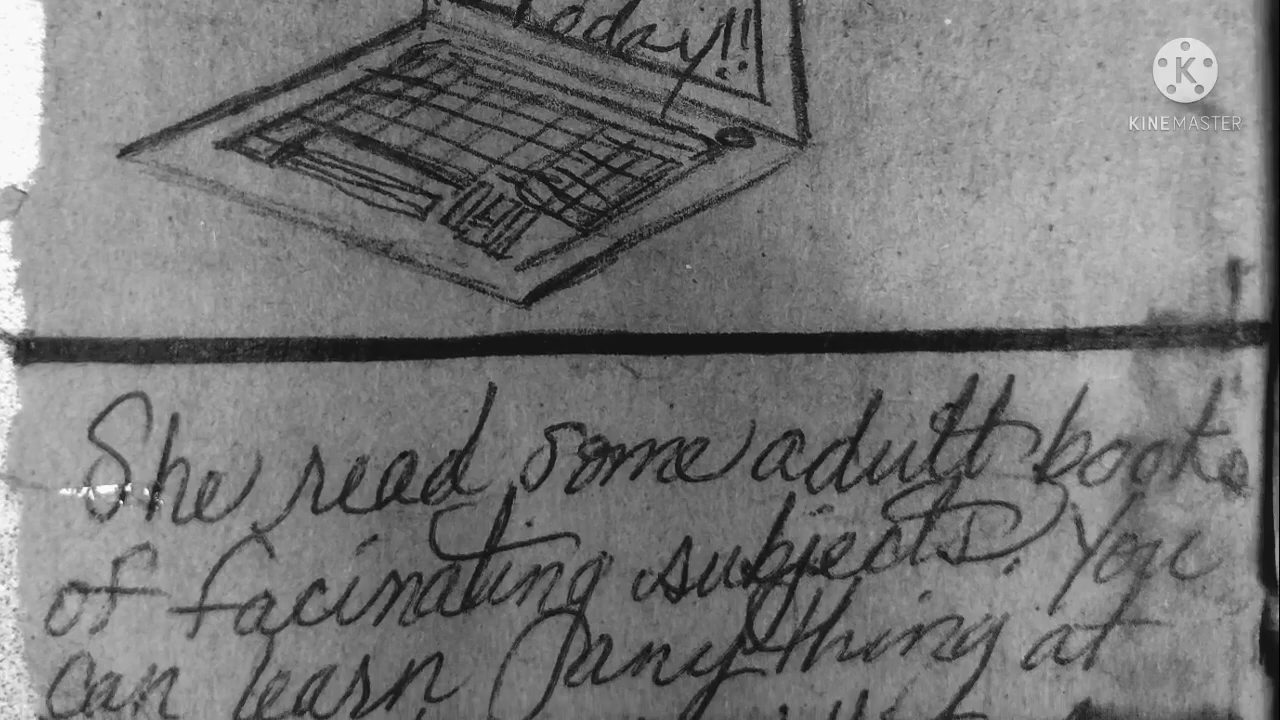 Today!!
KINEMASTER
She read some adult books
of facinating subjects. You
can learn anything at